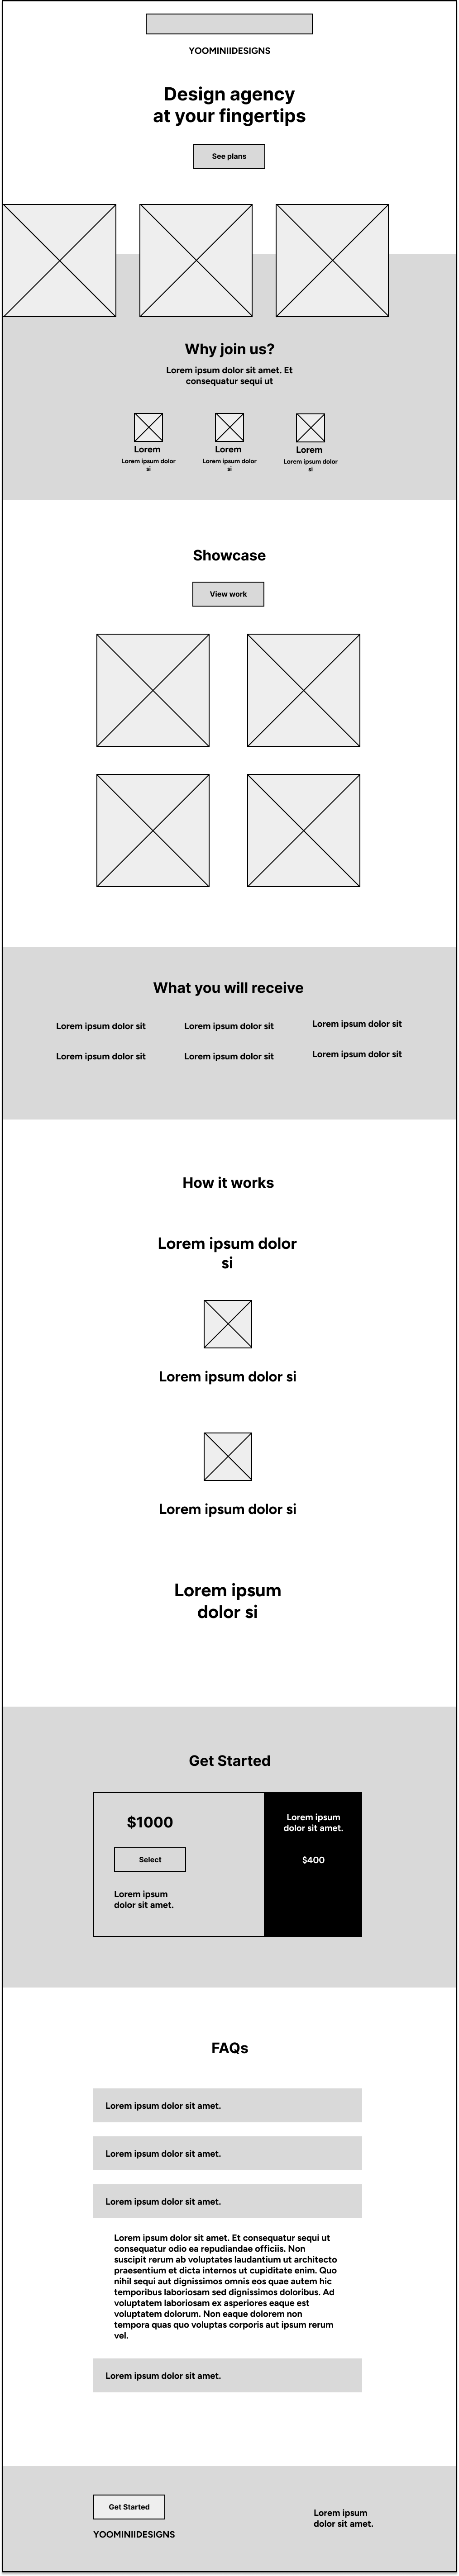 YOOMINIIDESIGNS
Design agency
at your fingertips
See plans
Why join us?
Lorem ipsum dolor sit amet. Et
consequatur sequi ut
Lorem
Lorem ipsum dolor
si
Lorem
Lorem ipsum dolor
si
Lorem
Lorem ipsum dolor
si
Showcase
View work
What you will receive
Lorem ipsum dolor sit
Lorem ipsum dolor sit
Lorem ipsum dolor sit
Lorem ipsum dolor sit
Lorem ipsum dolor sit
Lorem ipsum dolor sit
How it works
Lorem ipsum dolor
si
Lorem ipsum dolor si
Lorem ipsum dolor si
Lorem ipsum
dolor si
Get Started
$1000
Select
Lorem ipsum
dolor sit amet.
Lorem ipsum
dolor sit amet.
$400
FAQs
Lorem ipsum dolor sit amet.
Lorem ipsum dolor sit amet.
Lorem ipsum dolor sit amet.
Lorem ipsum dolor sit amet. Et consequatur sequi ut
consequatur odio ea repudiandae officiis. Non
suscipit rerum ab voluptates laudantium ut architecto
praesentium et dicta internos ut cupiditate enim. Quo
nihil sequi aut dignissimos omnis eos quae autem hic
temporibus laboriosam sed dignissimos doloribus. Ad
voluptatem laboriosam ex asperiores eaque est
voluptatem dolorum. Non eaque dolorem non
tempora quas quo voluptas corporis aut ipsum rerum
vel.
Lorem ipsum dolor sit amet.
Get Started
YOOMINIIDESIGNS
Lorem ipsum
dolor sit amet.